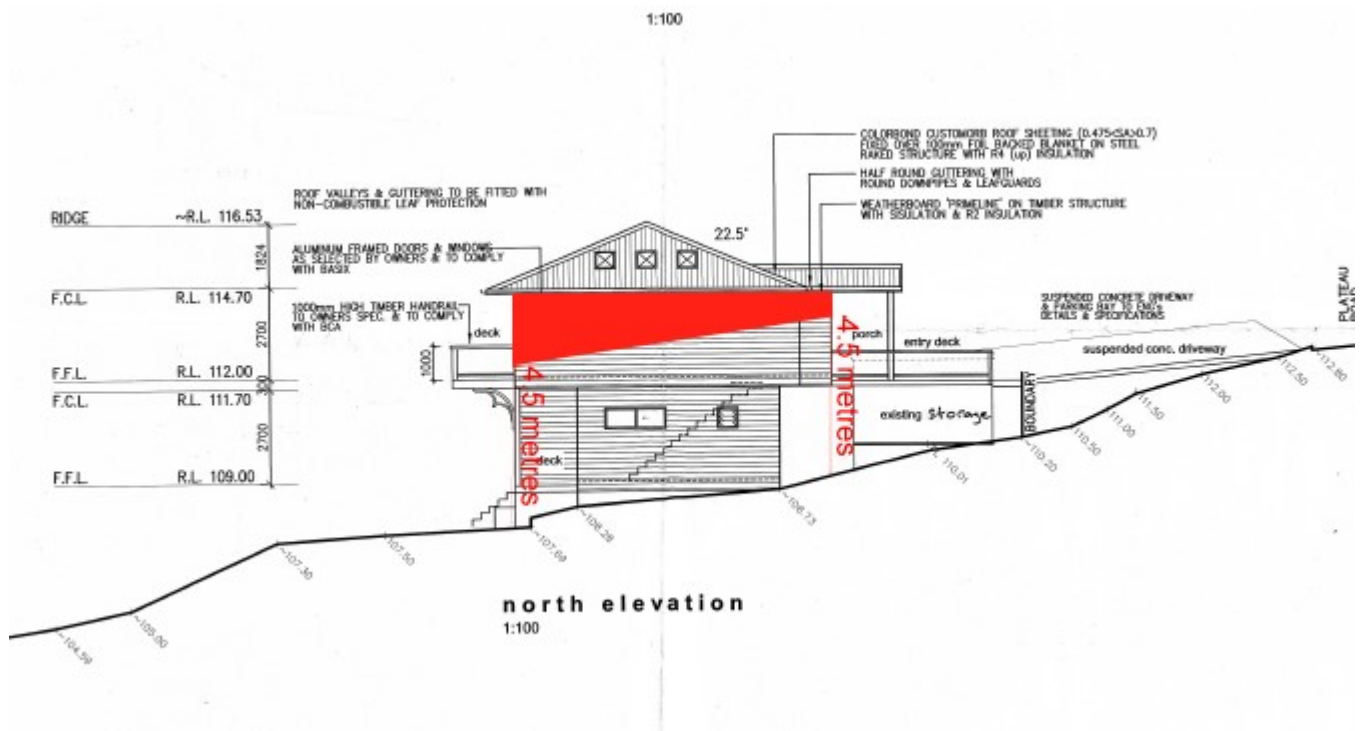 1:100
COLORBOND CUSTOMORB ROOF SHEETING (0.475<SA>0.7)
FIXED OVER 100mm FOIL BACKED BLANKET ON STEEL
RAKED STRUCTURE WITH R4 (up) INSULATION
HALF ROUND GUTTERING WITH
ROUND DOWNPIPES & LEAFGUARDS
WEATHERBOARD 'PRIMELINE' ON TIMBER STRUCTURE
WITH SISULATION & R2 INSULATION
ROOF VALLEYS & GUTTERING TO BE FITTED WITH
NON-COMBUSTIBLE LEAF PROTECTION
RIDGE ~R.L. 116.53
22.5°
1824
ALUMINUM FRAMED DOORS & WINDOWS
AS SELECTED BY OWNERS & TO COMPLY
WITH BASIX
F.C.L. R.L. 114.70
1000mm HIGH TIMBER HANDRAIL
TO OWNERS SPEC. & TO COMPLY
WITH BCA
SUSPENDED CONCRETE DRIVEWAY
& PARKING BAY TO ENG's
DETAILS & SPECIFICATIONS
PLATEAU
ROAD
2700
deck
porch
entry deck
suspended conc. driveway
1000
F.F.L. R.L. 112.00
300
F.C.L. R.L. 111.70
4.5 metres
4.5 metres
BOUNDARY
existing storage
2700
deck
F.F.L. R.L. 109.00
~112.80
~112.50
~112.00
~111.50
~111.00
~110.50
~110.20
~110.01
~108.73
~108.28
~107.69
~107.50
~107.30
~105.00
~104.59
north elevation
1:100